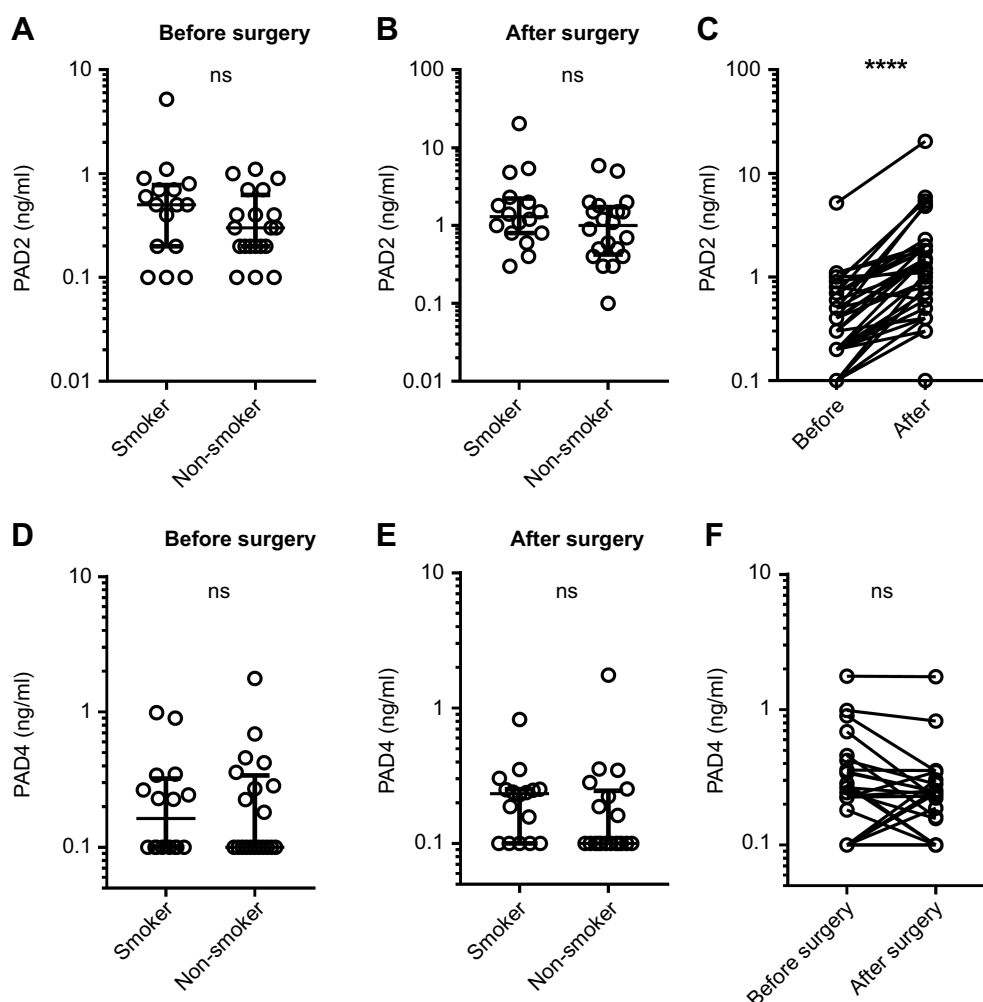 A Before surgery
ns
PAD2 (ng/ml)
10
1
0.1
0.01
Smoker
Non-smoker
B After surgery
ns
PAD2 (ng/ml)
100
10
1
0.1
0.01
Smoker
Non-smoker
C
****
PAD2 (ng/ml)
100
10
1
0.1
Before
After
D Before surgery
ns
PAD4 (ng/ml)
10
1
0.1
Smoker
Non-smoker
E After surgery
ns
PAD4 (ng/ml)
10
1
0.1
Smoker
Non-smoker
F
ns
PAD4 (ng/ml)
10
1
0.1
Before surgery
After surgery